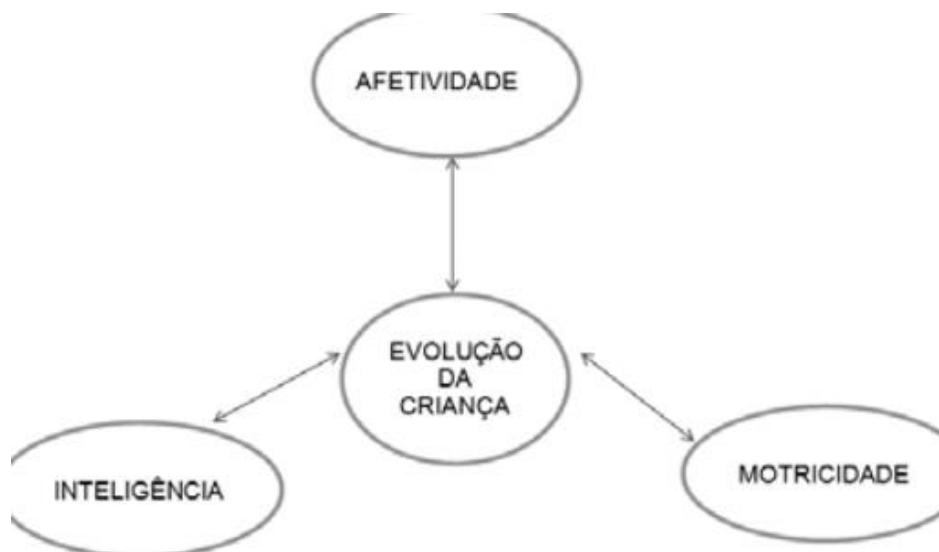 AFETIVIDADE
EVOLUÇÃO
DA
CRIANÇA
INTELIGÊNCIA
MOTRICIDADE